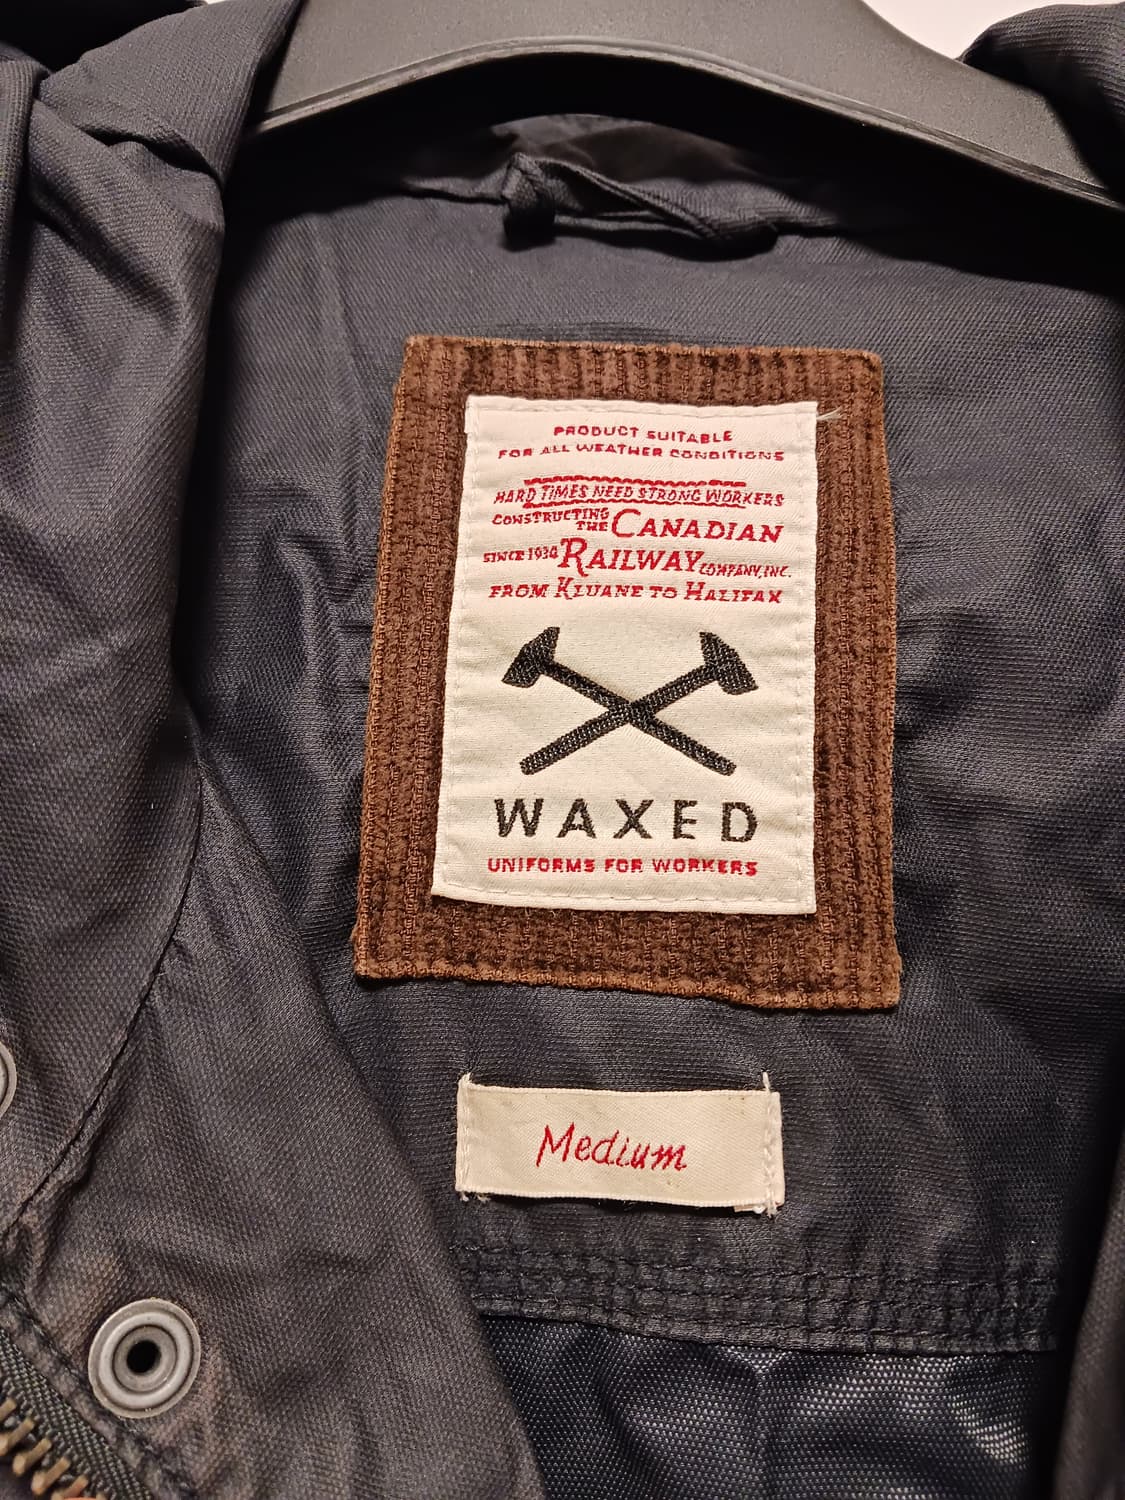 PRODUCT SUITABLE
FOR ALL WEATHER CONDITIONS
HARD TIMES NEED STRONG WORKERS
CONSTRUCTING THE CANADIAN
SINCE 1934 RAILWAY COMPANY, INC.
FROM KLUANE TO HALIFAX
WAXED
UNIFORMS FOR WORKERS
Medium